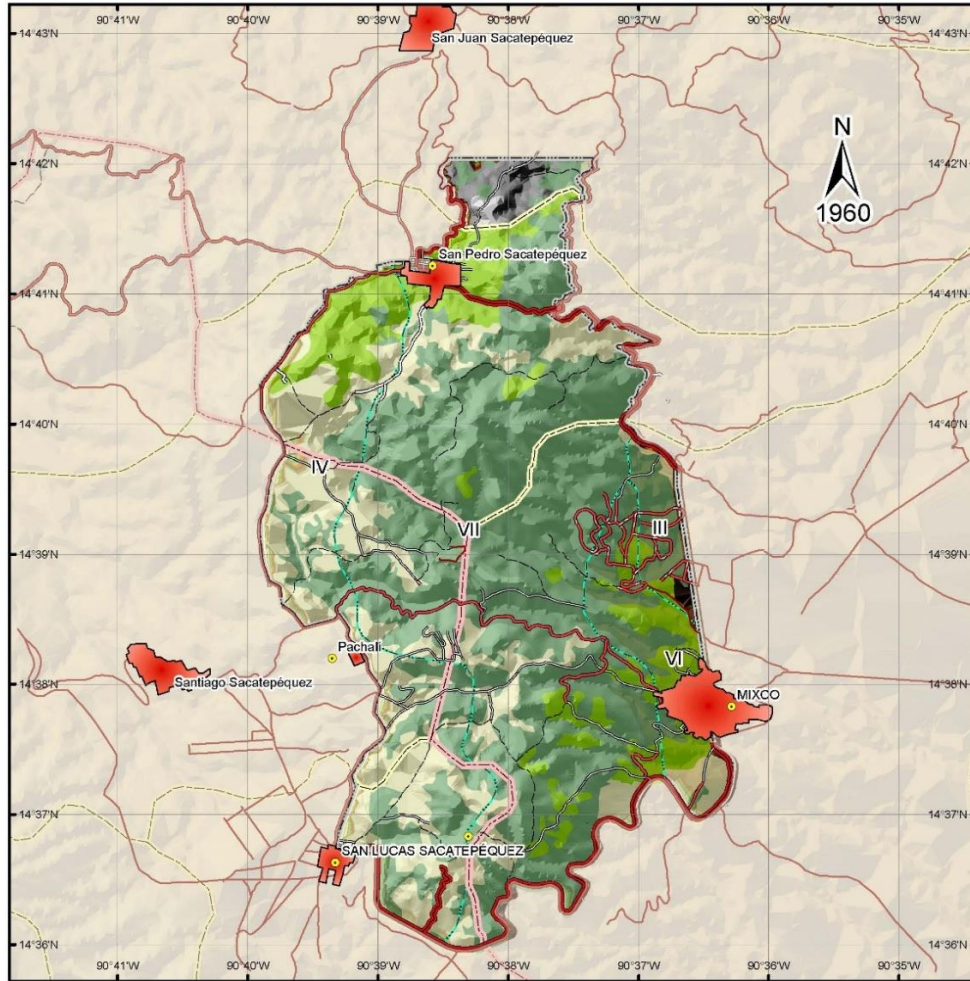 90°41'W 90°40'W 90°39'W 90°38'W 90°37'W 90°36'W 90°35'W
14°43'N 14°43'N
San Juan Sacatepéquez
N
14°42'N 14°42'N
1960
San Pedro Sacatepéquez
14°41'N 14°41'N
14°40'N 14°40'N
IV
VII
III
14°39'N 14°39'N
Pachalí
VI
Santiago Sacatepéquez
14°38'N 14°38'N
MIXCO
14°37'N 14°37'N
SAN LUCAS SACATEPÉQUEZ
14°36'N 14°36'N
90°41'W 90°40'W 90°39'W 90°38'W 90°37'W 90°36'W 90°35'W